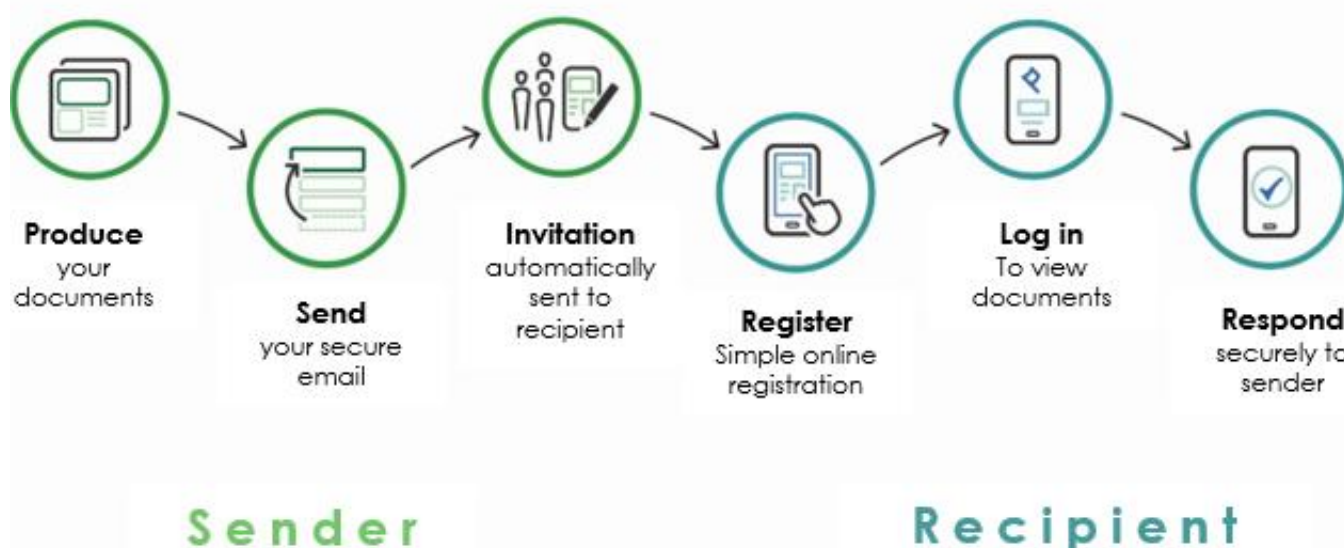 Produce
your
documents
Send
your secure
email
Invitation
automatically
sent to
recipient
Register
Simple online
registration
Log in
To view
documents
Respond
securely to
sender
Sender
Recipient